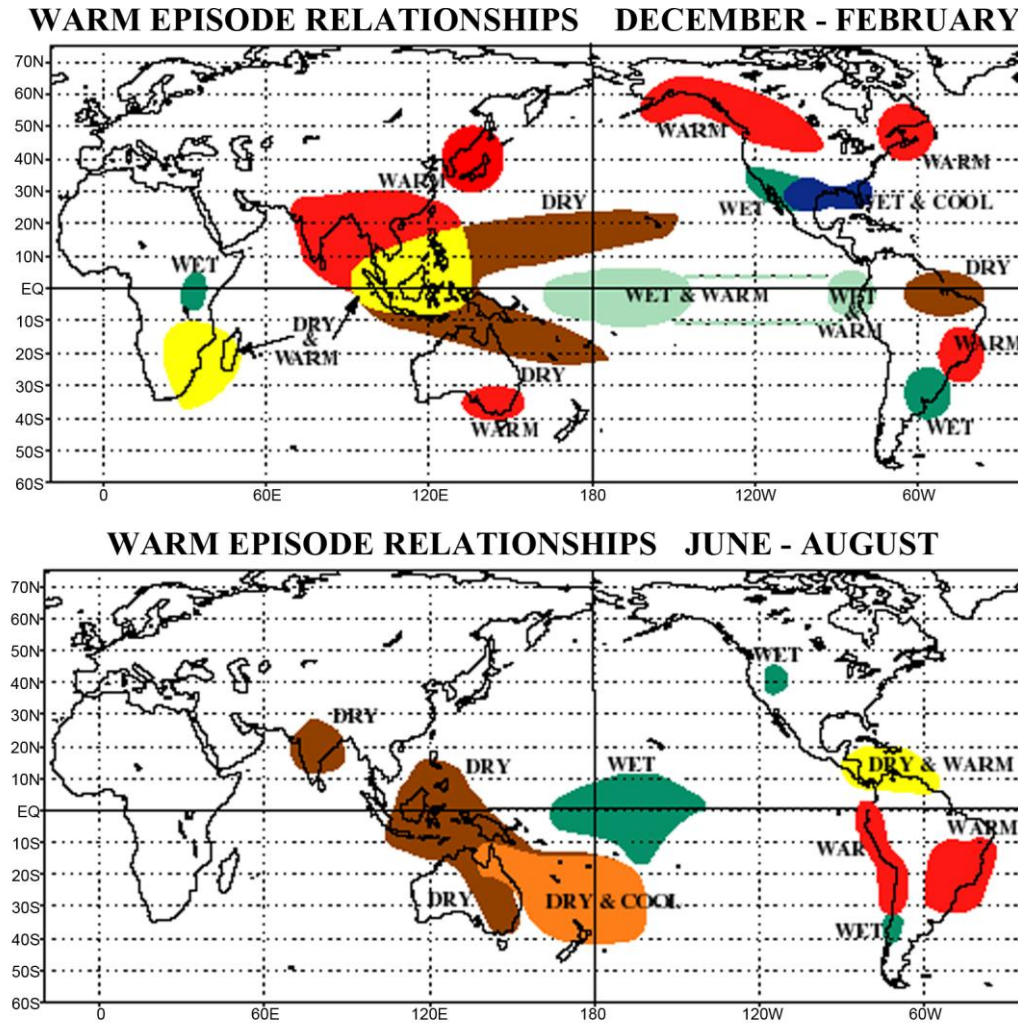 WARM EPISODE RELATIONSHIPS DECEMBER - FEBRUARY
70N
60N
50N
40N
30N
20N
10N
EQ
10S
20S
30S
40S
50S
60S
0
60E
120E
180
120W
60W
WARM
WARM
WARM
DRY
WET
WET & COOL
WET
DRY
WET & WARM
WET
&
WARM
DRY
&
WARM
WARM
DRY
WARM
WET
WARM EPISODE RELATIONSHIPS JUNE - AUGUST
70N
60N
50N
40N
30N
20N
10N
EQ
10S
20S
30S
40S
50S
60S
0
60E
120E
180
120W
60W
WET
DRY
DRY
WET
DRY & WARM
WARM
WAR
DRY
DRY & COOL
WET